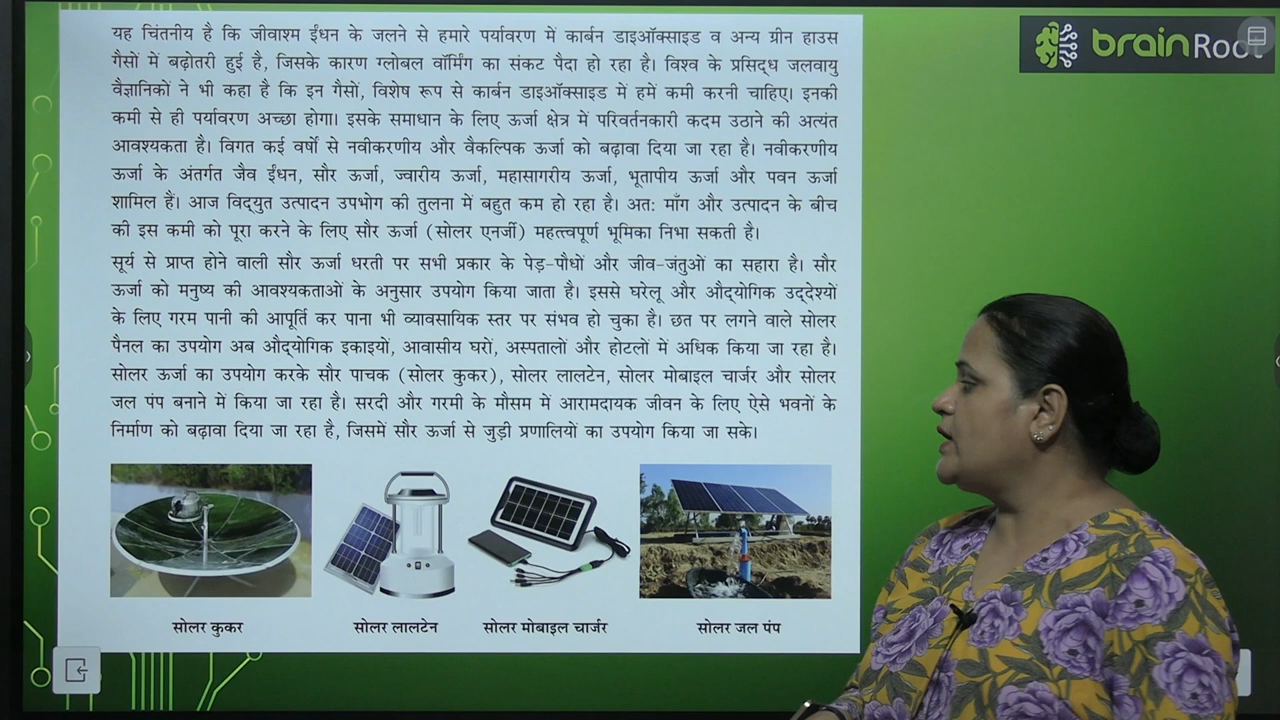 यह चिंतनीय है कि जीवाश्म ईंधन के जलने से हमारे पर्यावरण में कार्बन डाइऑक्साइड व अन्य ग्रीन हाउस
गैसों में बढ़ोतरी हुई है, जिसके कारण ग्लोबल वॉर्मिंग का संकट पैदा हो रहा है। विश्व के प्रसिद्ध जलवायु
वैज्ञानिकों ने भी कहा है कि इन गैसों, विशेष रूप से कार्बन डाइऑक्साइड में हमें कमी करनी चाहिए। इनकी
कमी से ही पर्यावरण अच्छा होगा। इसके समाधान के लिए ऊर्जा क्षेत्र में परिवर्तनकारी कदम उठाने की अत्यंत
आवश्यकता है। विगत कई वर्षों से नवीकरणीय और वैकल्पिक ऊर्जा को बढ़ावा दिया जा रहा है। नवीकरणीय
ऊर्जा के अंतर्गत जैव ईंधन, सौर ऊर्जा, ज्वारीय ऊर्जा, महासागरीय ऊर्जा, भूतापीय ऊर्जा और पवन ऊर्जा
शामिल हैं। आज विद्युत उत्पादन उपभोग की तुलना में बहुत कम हो रहा है। अत: माँग और उत्पादन के बीच
की इस कमी को पूरा करने के लिए सौर ऊर्जा (सोलर एनर्जी) महत्त्वपूर्ण भूमिका निभा सकती है।
सूर्य से प्राप्त होने वाली सौर ऊर्जा धरती पर सभी प्रकार के पेड़-पौधों और जीव-जंतुओं का सहारा है। सौर
ऊर्जा को मनुष्य की आवश्यकताओं के अनुसार उपयोग किया जाता है। इससे घरेलू और औद्योगिक उद्देश्यों
के लिए गरम पानी की आपूर्ति कर पाना भी व्यावसायिक स्तर पर संभव हो चुका है। छत पर लगने वाले सोलर
पैनल का उपयोग अब औद्योगिक इकाइयों, आवासीय घरों, अस्पतालों और होटलों में अधिक किया जा रहा है।
सोलर ऊर्जा का उपयोग करके सौर पाचक (सोलर कुकर), सोलर लालटेन, सोलर मोबाइल चार्जर और सोलर
जल पंप बनाने में किया जा रहा है। सरदी और गरमी के मौसम में आरामदायक जीवन के लिए ऐसे भवनों के
निर्माण को बढ़ावा दिया जा रहा है, जिसमें सौर ऊर्जा से जुड़ी प्रणालियों का उपयोग किया जा सके।
सोलर कुकर सोलर लालटेन सोलर मोबाइल चार्जर सोलर जल पंप
brainRoot